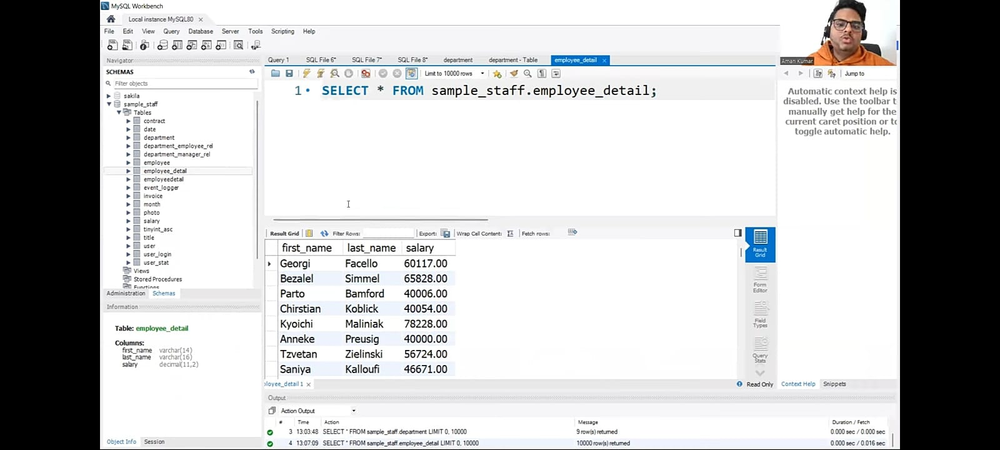 MySQL Workbench
Local instance MySQL80 ×
File Edit View Query Database Server Tools Scripting Help
Navigator
SCHEMAS
Filter objects
sakila
sample_staff
Tables
contract
date
department
department_employee_rel
department_manager_rel
employee
employee_detail
employeedetail
event_logger
invoice
month
photo
salary
tinyint_asc
title
user
user_login
user_stat
Views
Stored Procedures
Functions
Administration Schemas
Information
Table: employee_detail
Columns:
first_name varchar(14)
last_name varchar(16)
salary decimal(11,2)
Object Info Session
Query 1 SQL File 6* SQL File 7* SQL File 8* department department - Table employee_detail ×
Limit to 10000 rows
1 SELECT * FROM sample_staff.employee_detail;
Result Grid Filter Rows: Export: Wrap Cell Content: Fetch rows:
first_name last_name salary
Georgi Facello 60117.00
Bezalel Simmel 65828.00
Parto Bamford 40006.00
Chirstian Koblick 40054.00
Kyoichi Maliniak 78228.00
Anneke Preusig 40000.00
Tzvetan Zielinski 56724.00
Saniya Kalloufi 46671.00
Result Grid
Form Editor
Field Types
Query Stats
ployee_detail 1 × Read Only
Output
Action Output
# Time Action Message Duration / Fetch
3 13:03:48 SELECT * FROM sample_staff.department LIMIT 0, 10000 9 row(s) returned 0.000 sec / 0.000 sec
4 13:07:09 SELECT * FROM sample_staff.employee_detail LIMIT 0, 10000 10000 row(s) returned 0.000 sec / 0.016 sec
Aman Kumar
Jump to
Automatic context help is
disabled. Use the toolbar t
manually get help for the
current caret position or to
toggle automatic help.
Context Help Snippets